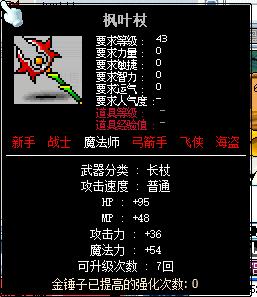 枫叶杖
要求等级： 43
要求力量： 0
要求敏捷： 0
要求智力： 0
要求运气： 0
要求人气度： -
道具等级： -
道具经验值： -
新手 战士 魔法师 弓箭手 飞侠 海盗
武器分类 ： 长杖
攻击速度 ： 普通
HP ： +95
MP ： +48
攻击力 ： +36
魔法力 ： +54
可升级次数 ： 7回
金锤子已提高的强化次数: 0